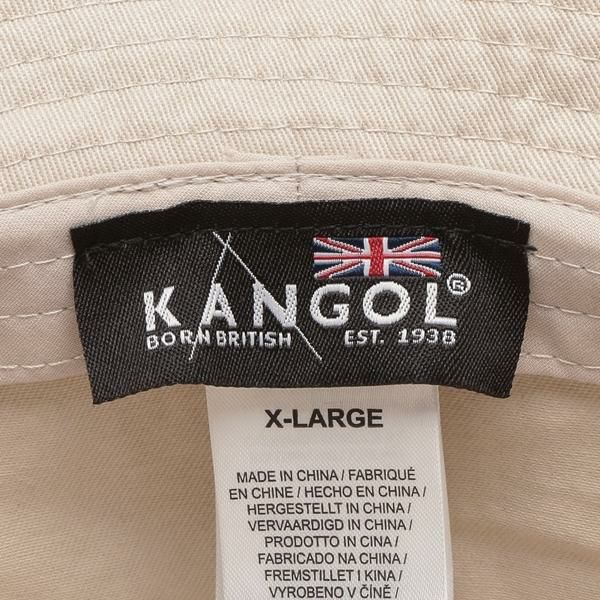 KANGOL®
BORN BRITISH EST. 1938
X-LARGE
MADE IN CHINA / FABRIQUÉ
EN CHINE / HECHO EN CHINA /
HERGESTELLT IN CHINA /
VERVAARDIGD IN CHINA /
PRODOTTO IN CINA /
FABRICADO NA CHINA /
FREMSTILLET I KINA /
VYROBENO V ČÍNĚ /